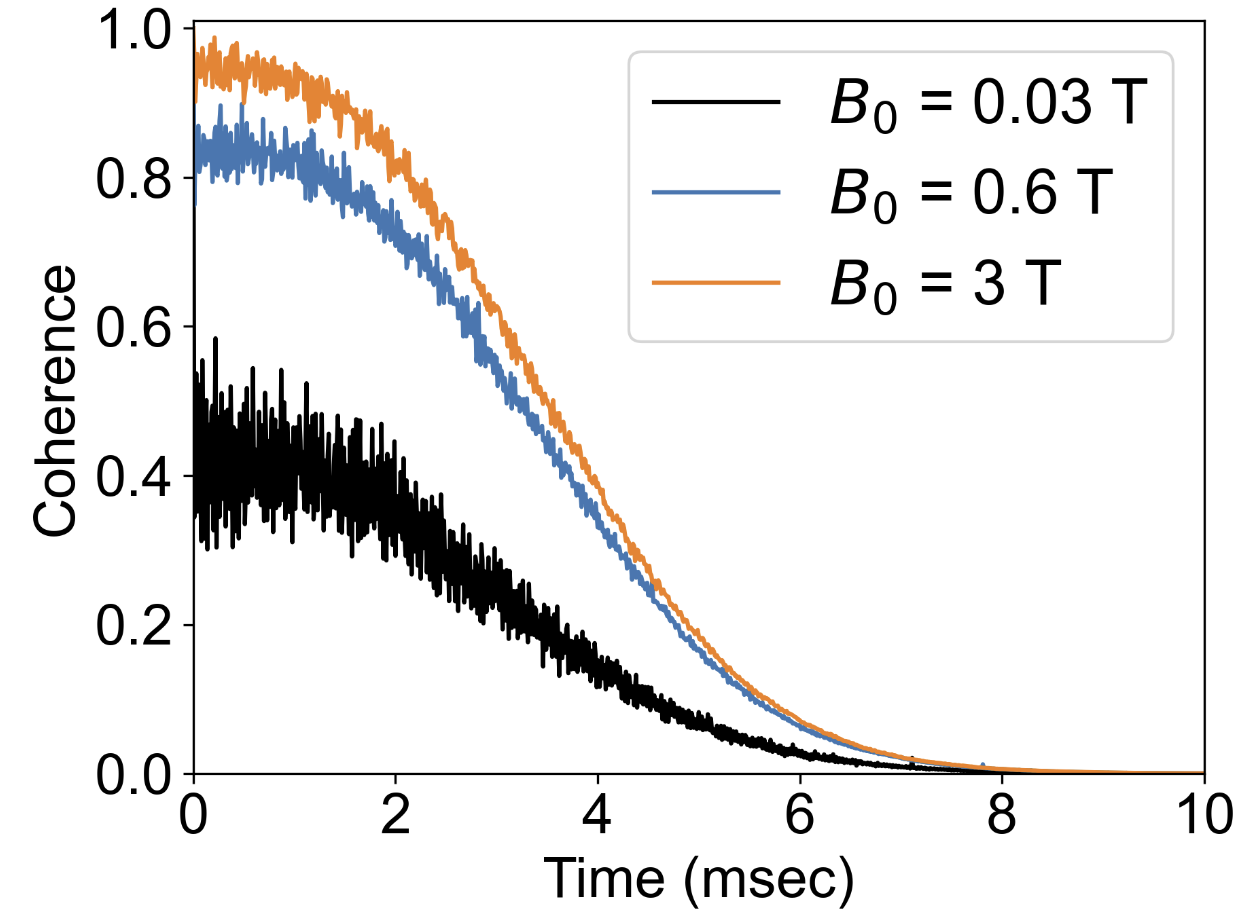 1.0
0.8
0.6
0.4
0.2
0.0
Coherence
B₀ = 0.03 T
B₀ = 0.6 T
B₀ = 3 T
0 2 4 6 8 10
Time (msec)